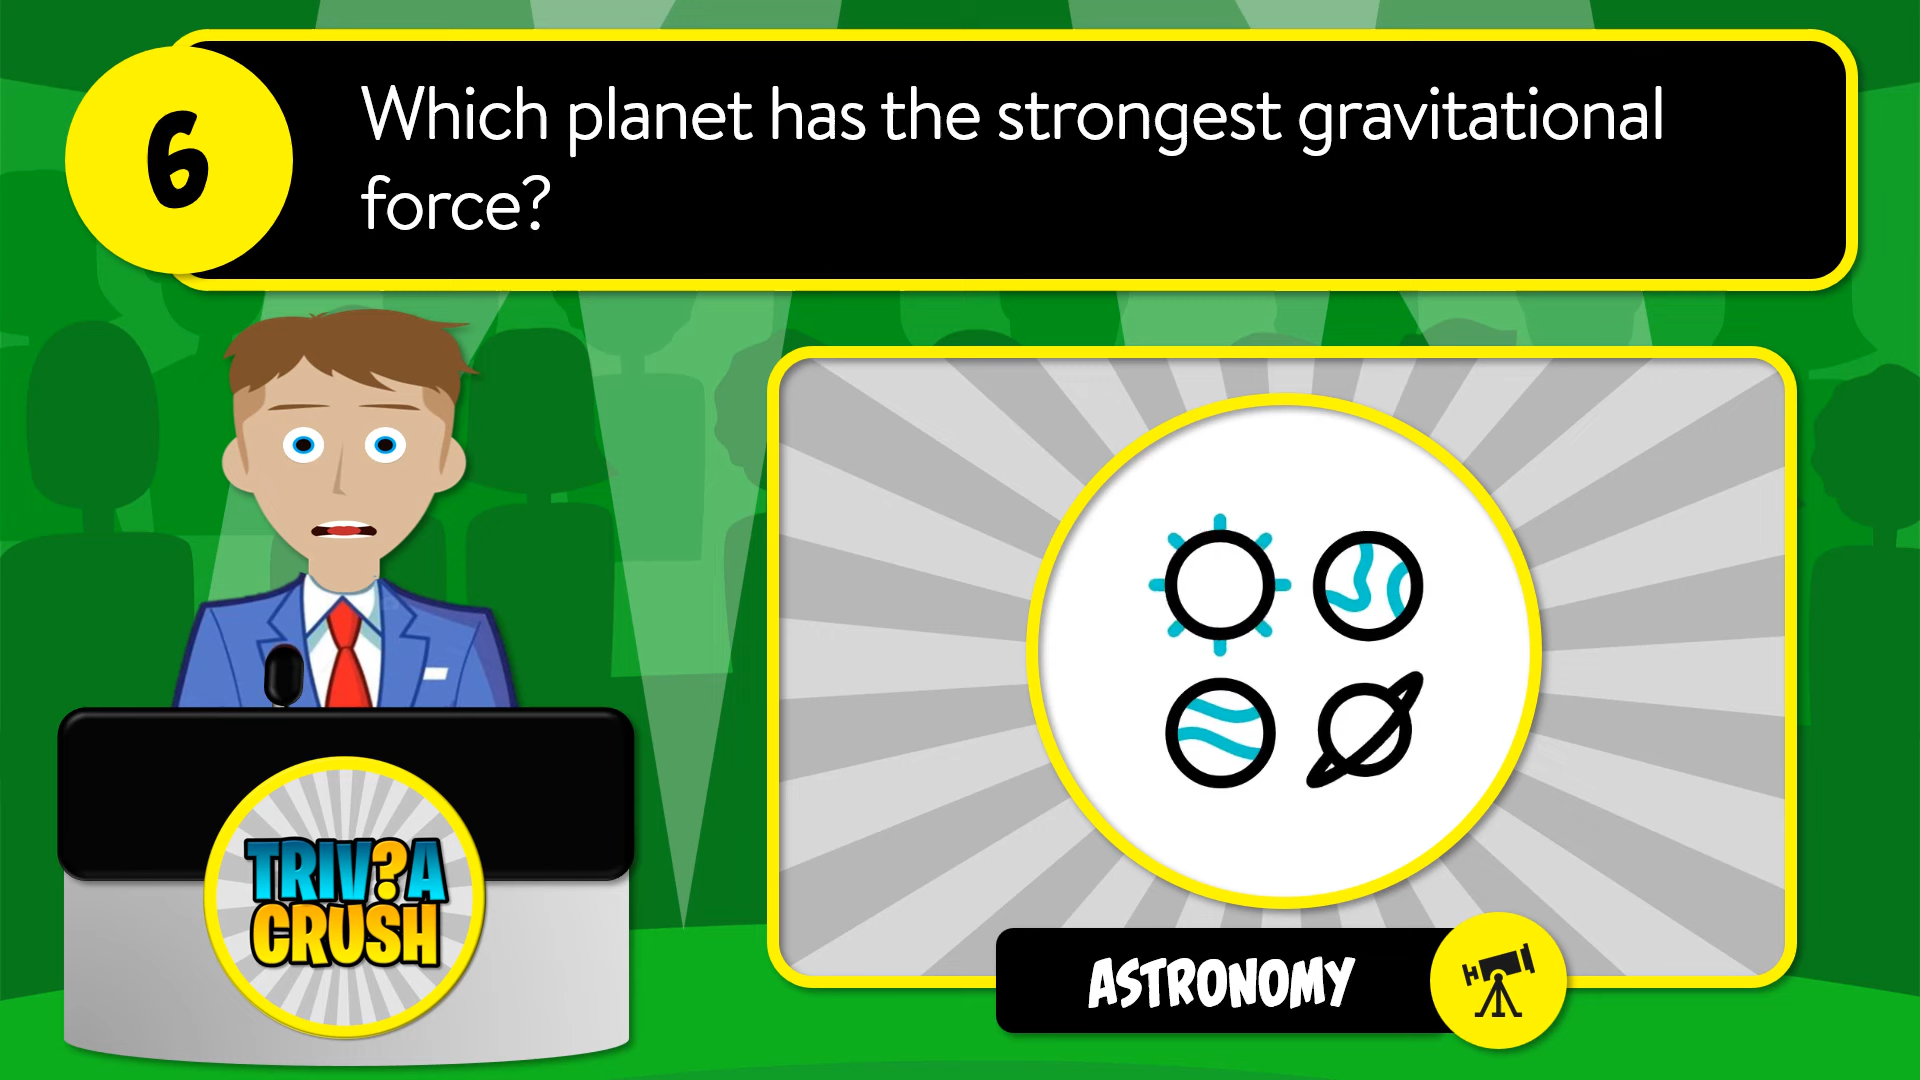 6
Which planet has the strongest gravitational
force?
TRIV?A
CRUSH
ASTRONOMY